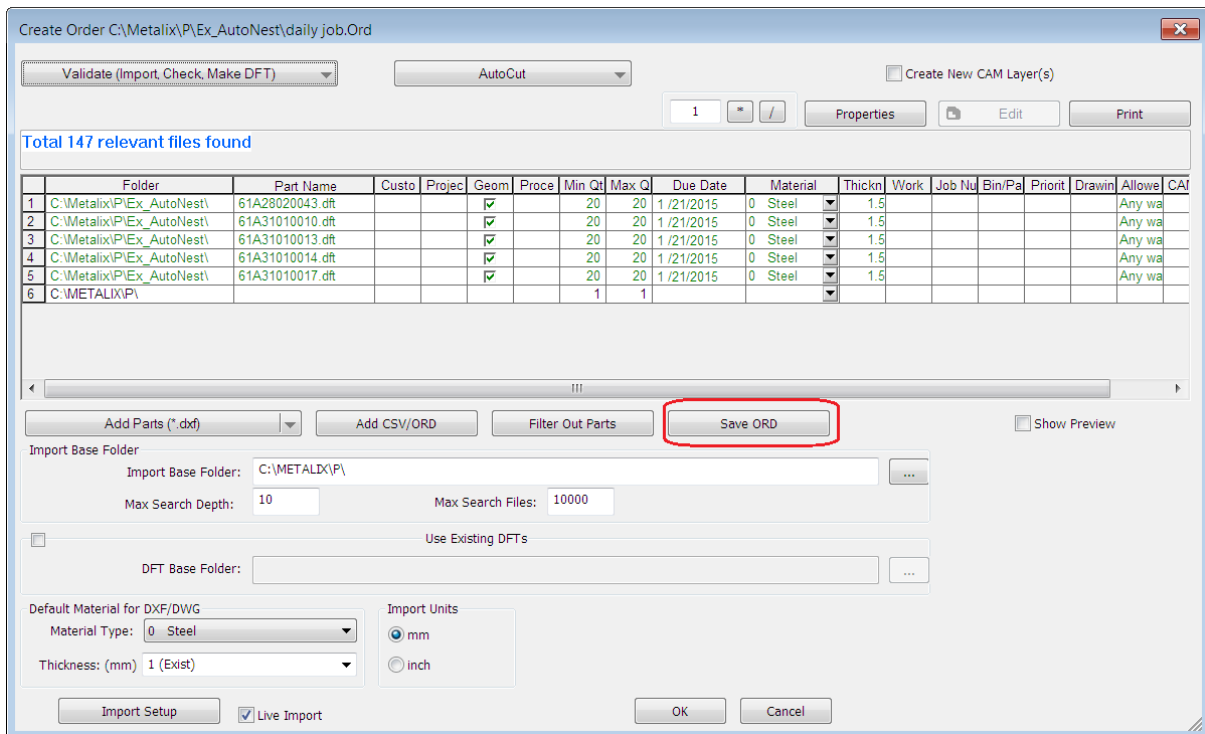 Create Order C:\Metalix\P\Ex_AutoNest\daily job.Ord
Validate (Import, Check, Make DFT) AutoCut Create New CAM Layer(s)
1 * / Properties Edit Print
Total 147 relevant files found
Folder Part Name Custo Projec Geom Proce Min Qt Max Q Due Date Material Thickn Work Job Nu Bin/Pa Priorit Drawin Allowe CAM
1 C:\Metalix\P\Ex_AutoNest\ 61A28020043.dft 20 20 1 /21/2015 0 Steel 1.5 Any wa
2 C:\Metalix\P\Ex_AutoNest\ 61A31010010.dft 20 20 1 /21/2015 0 Steel 1.5 Any wa
3 C:\Metalix\P\Ex_AutoNest\ 61A31010013.dft 20 20 1 /21/2015 0 Steel 1.5 Any wa
4 C:\Metalix\P\Ex_AutoNest\ 61A31010014.dft 20 20 1 /21/2015 0 Steel 1.5 Any wa
5 C:\Metalix\P\Ex_AutoNest\ 61A31010017.dft 20 20 1 /21/2015 0 Steel 1.5 Any wa
6 C:\METALIX\P\ 1 1
Add Parts (*.dxf) Add CSV/ORD Filter Out Parts Save ORD Show Preview
Import Base Folder
Import Base Folder: C:\METALIX\P\ ...
Max Search Depth: 10 Max Search Files: 10000
Use Existing DFTs
DFT Base Folder: ...
Default Material for DXF/DWG Import Units
Material Type: 0 Steel mm
Thickness: (mm) 1 (Exist) inch
Import Setup Live Import OK Cancel